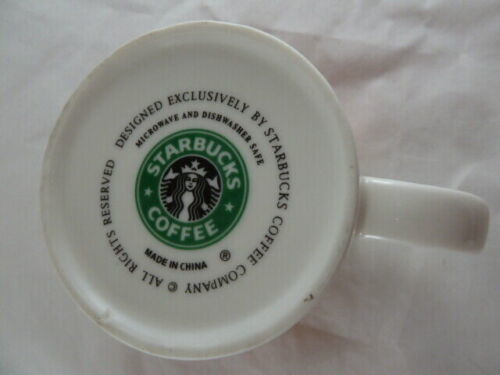 DESIGNED EXCLUSIVELY BY STARBUCKS COFFEE COMPANY © ALL RIGHTS RESERVED
MICROWAVE AND DISHWASHER SAFE
STARBUCKS
COFFEE
MADE IN CHINA ®